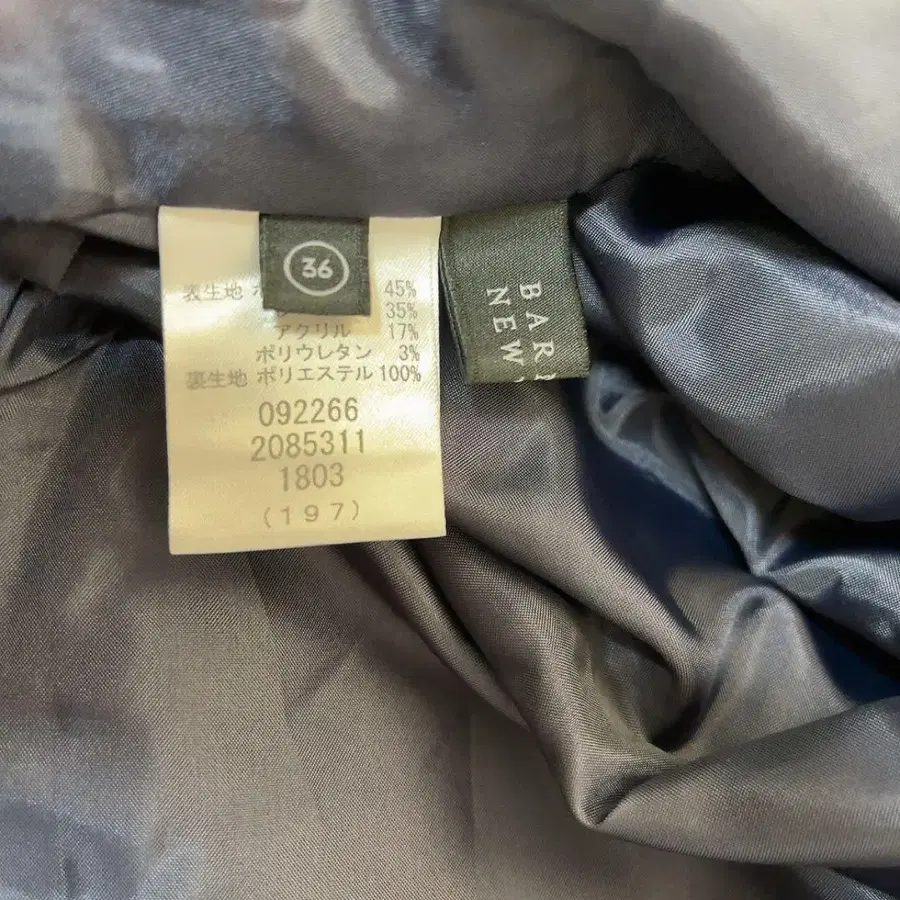 36
表生地 ポ 45%
35%
アクリル 17%
ポリウレタン 3%
裏生地 ポリエステル 100%
092266
2085311
1803
(197)
BAR
NEW